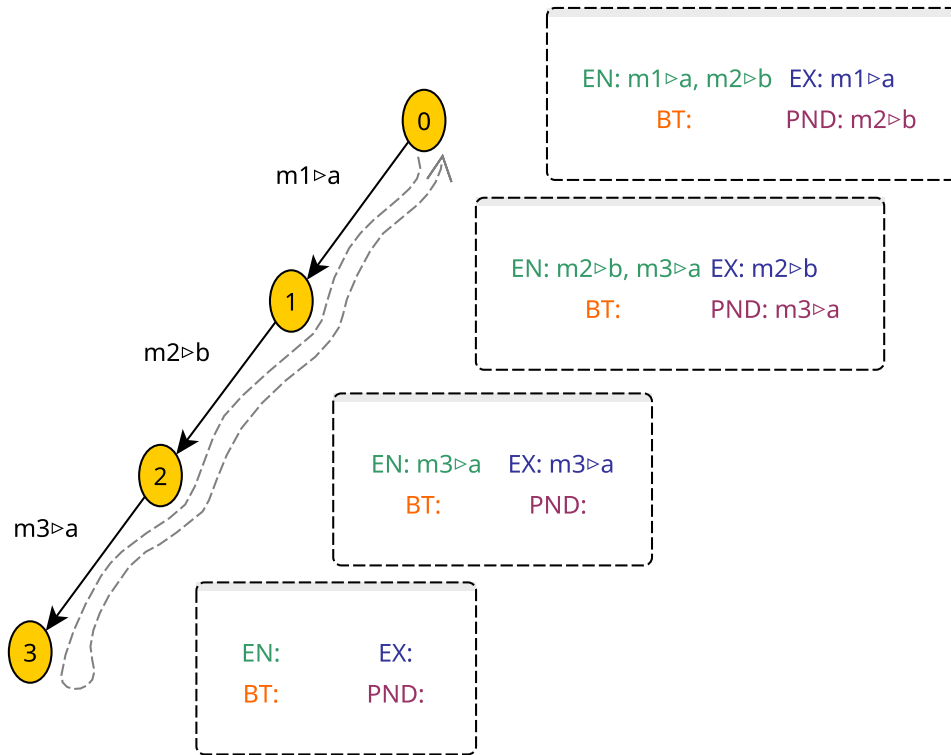 EN: m1▹a, m2▹b EX: m1▹a
BT: PND: m2▹b
0
m1▹a
EN: m2▹b, m3▹a EX: m2▹b
BT: PND: m3▹a
1
m2▹b
EN: m3▹a EX: m3▹a
BT: PND:
2
m3▹a
EN: EX:
BT: PND:
3